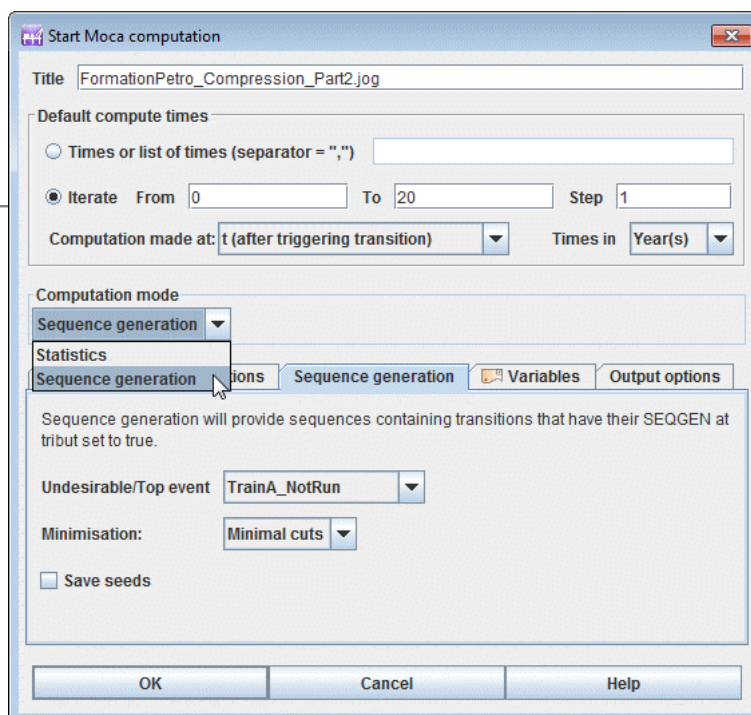 Start Moca computation
Title FormationPetro_Compression_Part2.jog
Default compute times
Times or list of times (separator = ",")
Iterate From 0 To 20 Step 1
Computation made at: t (after triggering transition) Times in Year(s)
Computation mode
Sequence generation
Statistics
Sequence generation
ions Sequence generation Variables Output options
Sequence generation will provide sequences containing transitions that have their SEQGEN at
tribut set to true.
Undesirable/Top event TrainA_NotRun
Minimisation: Minimal cuts
Save seeds
OK Cancel Help